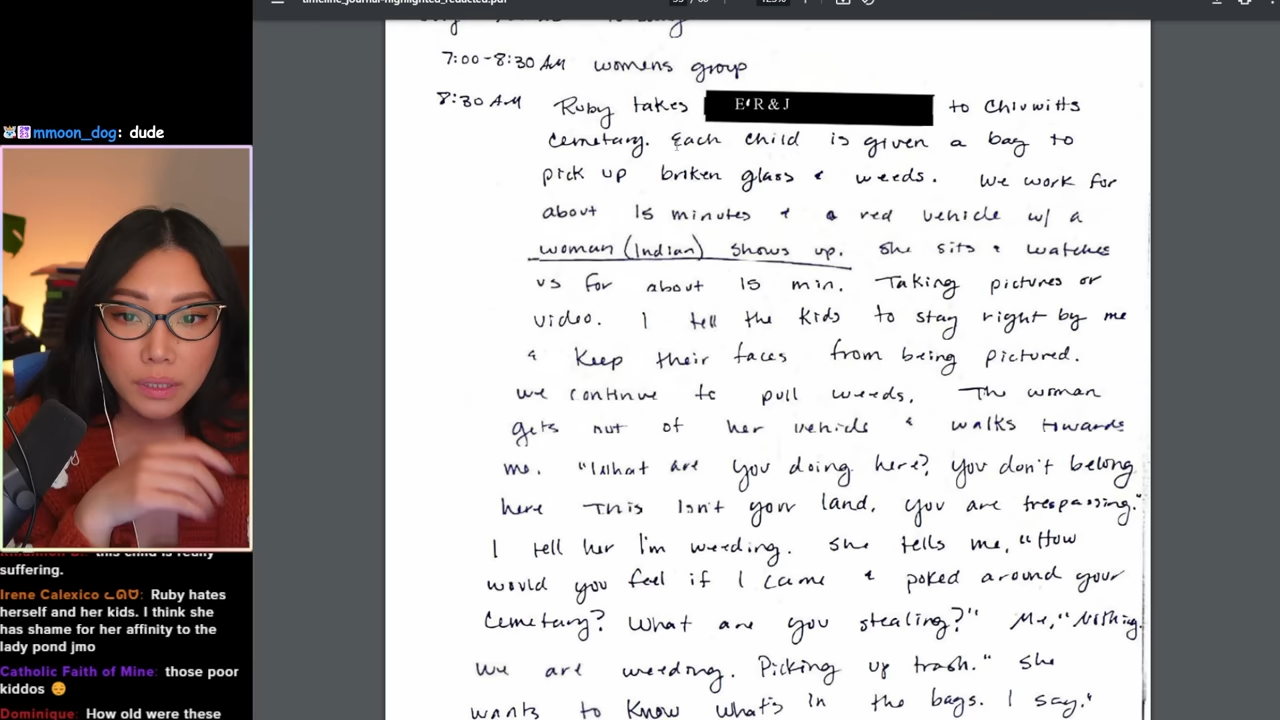 timeline_journal-highlighted_redacted.pdf
7:00-8:30 AM womens group
8:30 AM Ruby takes E R & J to Chivwitts
cemetary. Each child is given a bag to
pick up briken glass & weeds. We work for
about 15 minutes & a red vehicle w/ a
woman (Indian) shows up. She sits & watches
us for about 15 min. Taking pictures or
video. I tell the kids to stay right by me
& keep their faces from being pictured.
we continue to pull weeds. The woman
gets out of her vehicle & walks towards
me. "What are you doing here? you don't belong
here This isn't your land. you are trespassing."
I tell her I'm weeding. she tells me, "How
would you feel if I came & poked around your
cemetary? What are you stealing?" Me, "Nothing.
we are weeding. Picking up trash." she
wants to know what's in the bags. I say."
mmoon_dog: dude
this child is really
suffering.
Irene Calexico: Ruby hates
herself and her kids. I think she
has shame for her affinity to the
lady pond jmo
Catholic Faith of Mine: those poor
kiddos
Dominique: How old were these